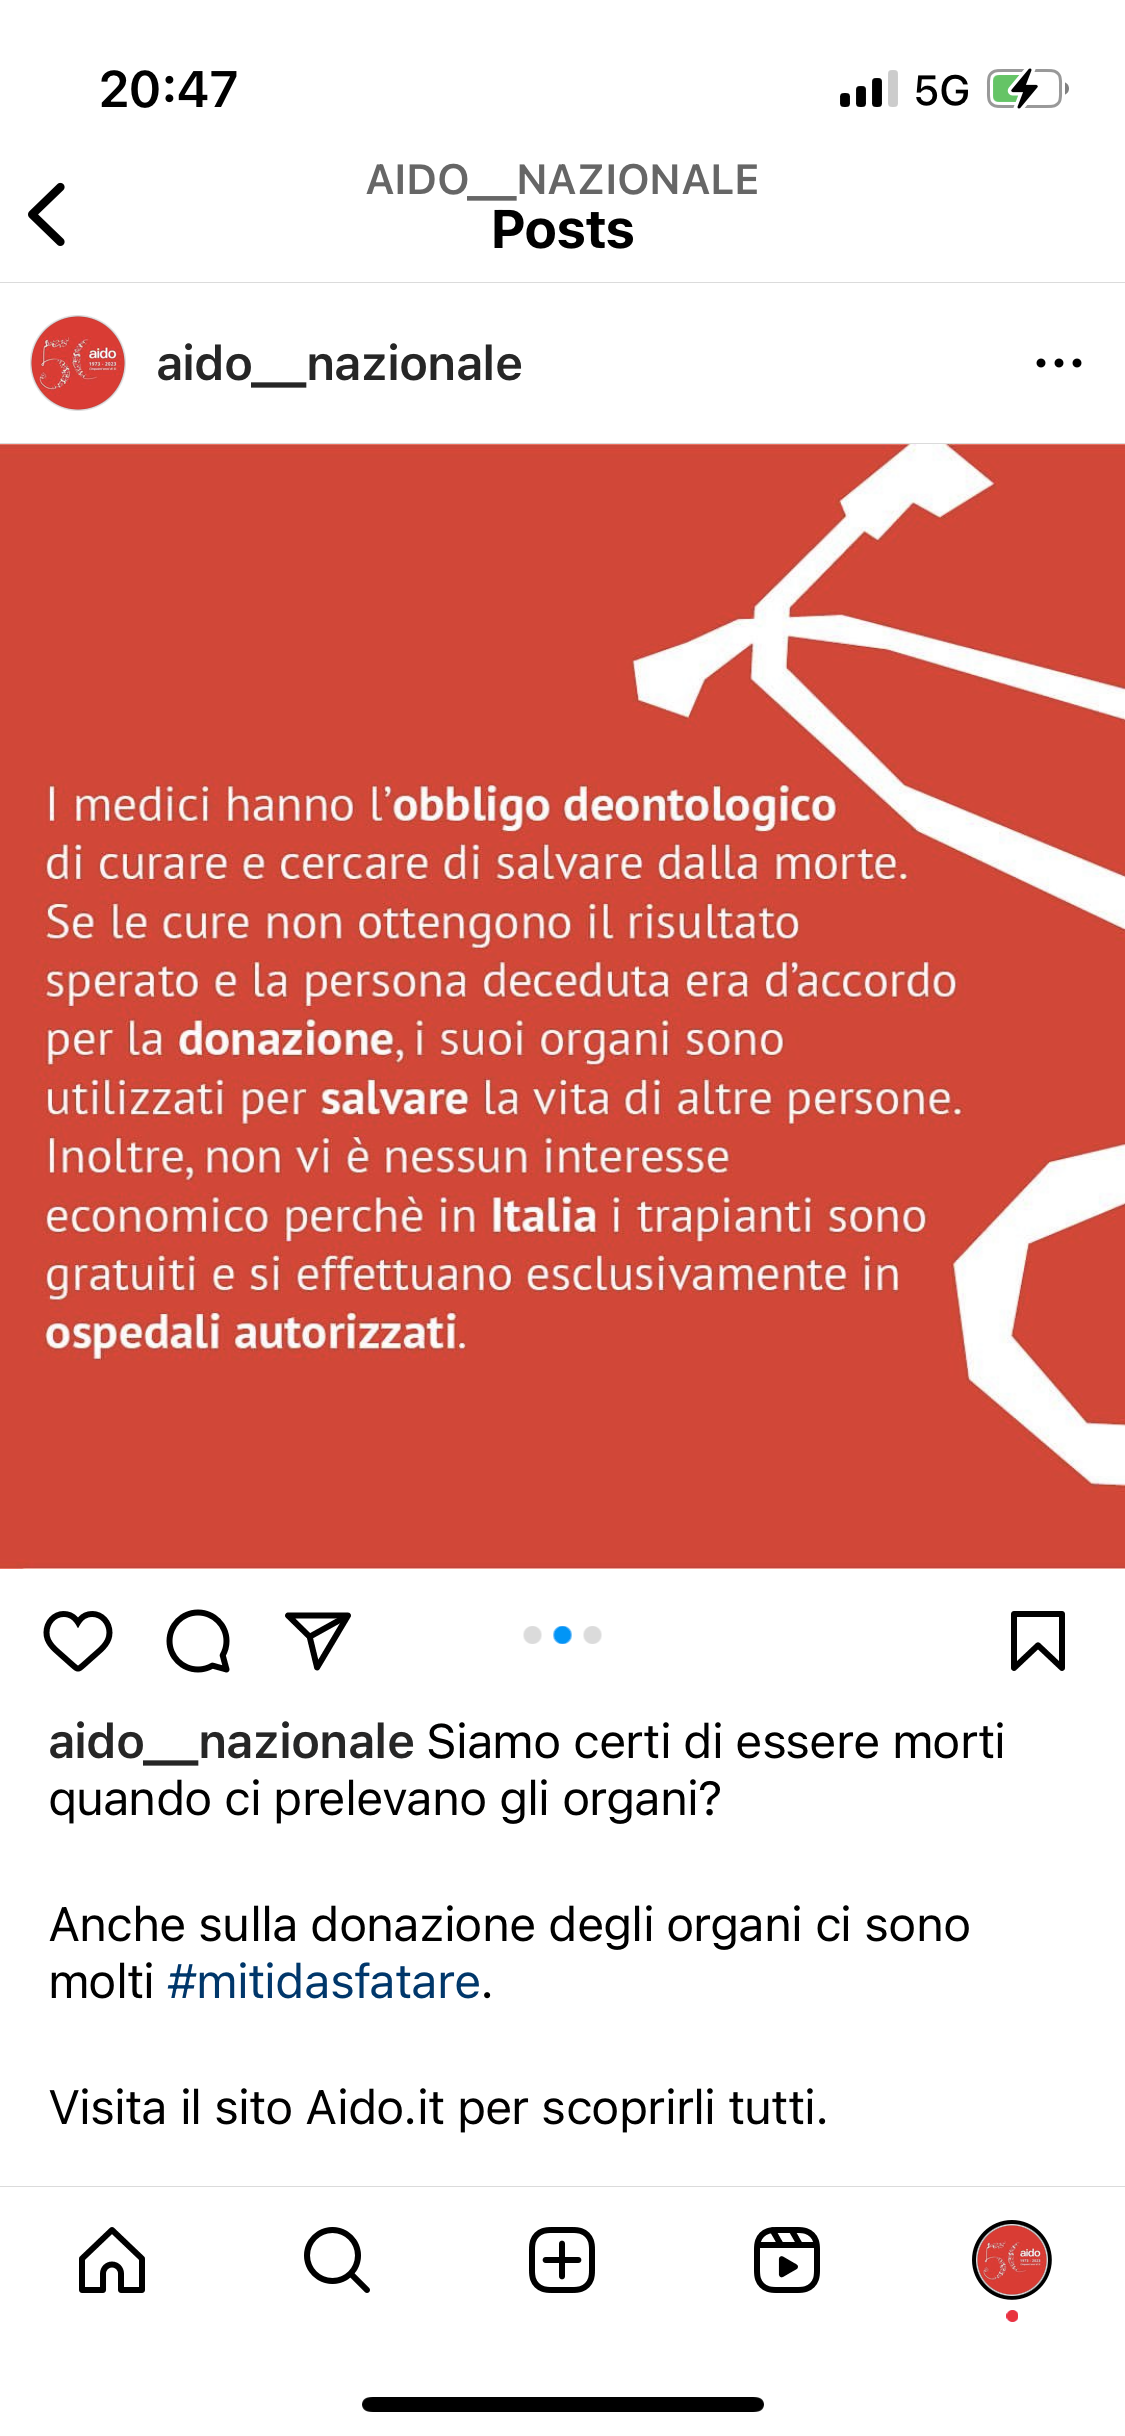 20:47
5G
AIDO__NAZIONALE
Posts
aido
1973 - 2023
aido__nazionale
I medici hanno l’obbligo deontologico
di curare e cercare di salvare dalla morte.
Se le cure non ottengono il risultato
sperato e la persona deceduta era d’accordo
per la donazione, i suoi organi sono
utilizzati per salvare la vita di altre persone.
Inoltre, non vi è nessun interesse
economico perchè in Italia i trapianti sono
gratuiti e si effettuano esclusivamente in
ospedali autorizzati.
aido__nazionale Siamo certi di essere morti
quando ci prelevano gli organi?
Anche sulla donazione degli organi ci sono
molti #mitidasfatare.
Visita il sito Aido.it per scoprirli tutti.
aido